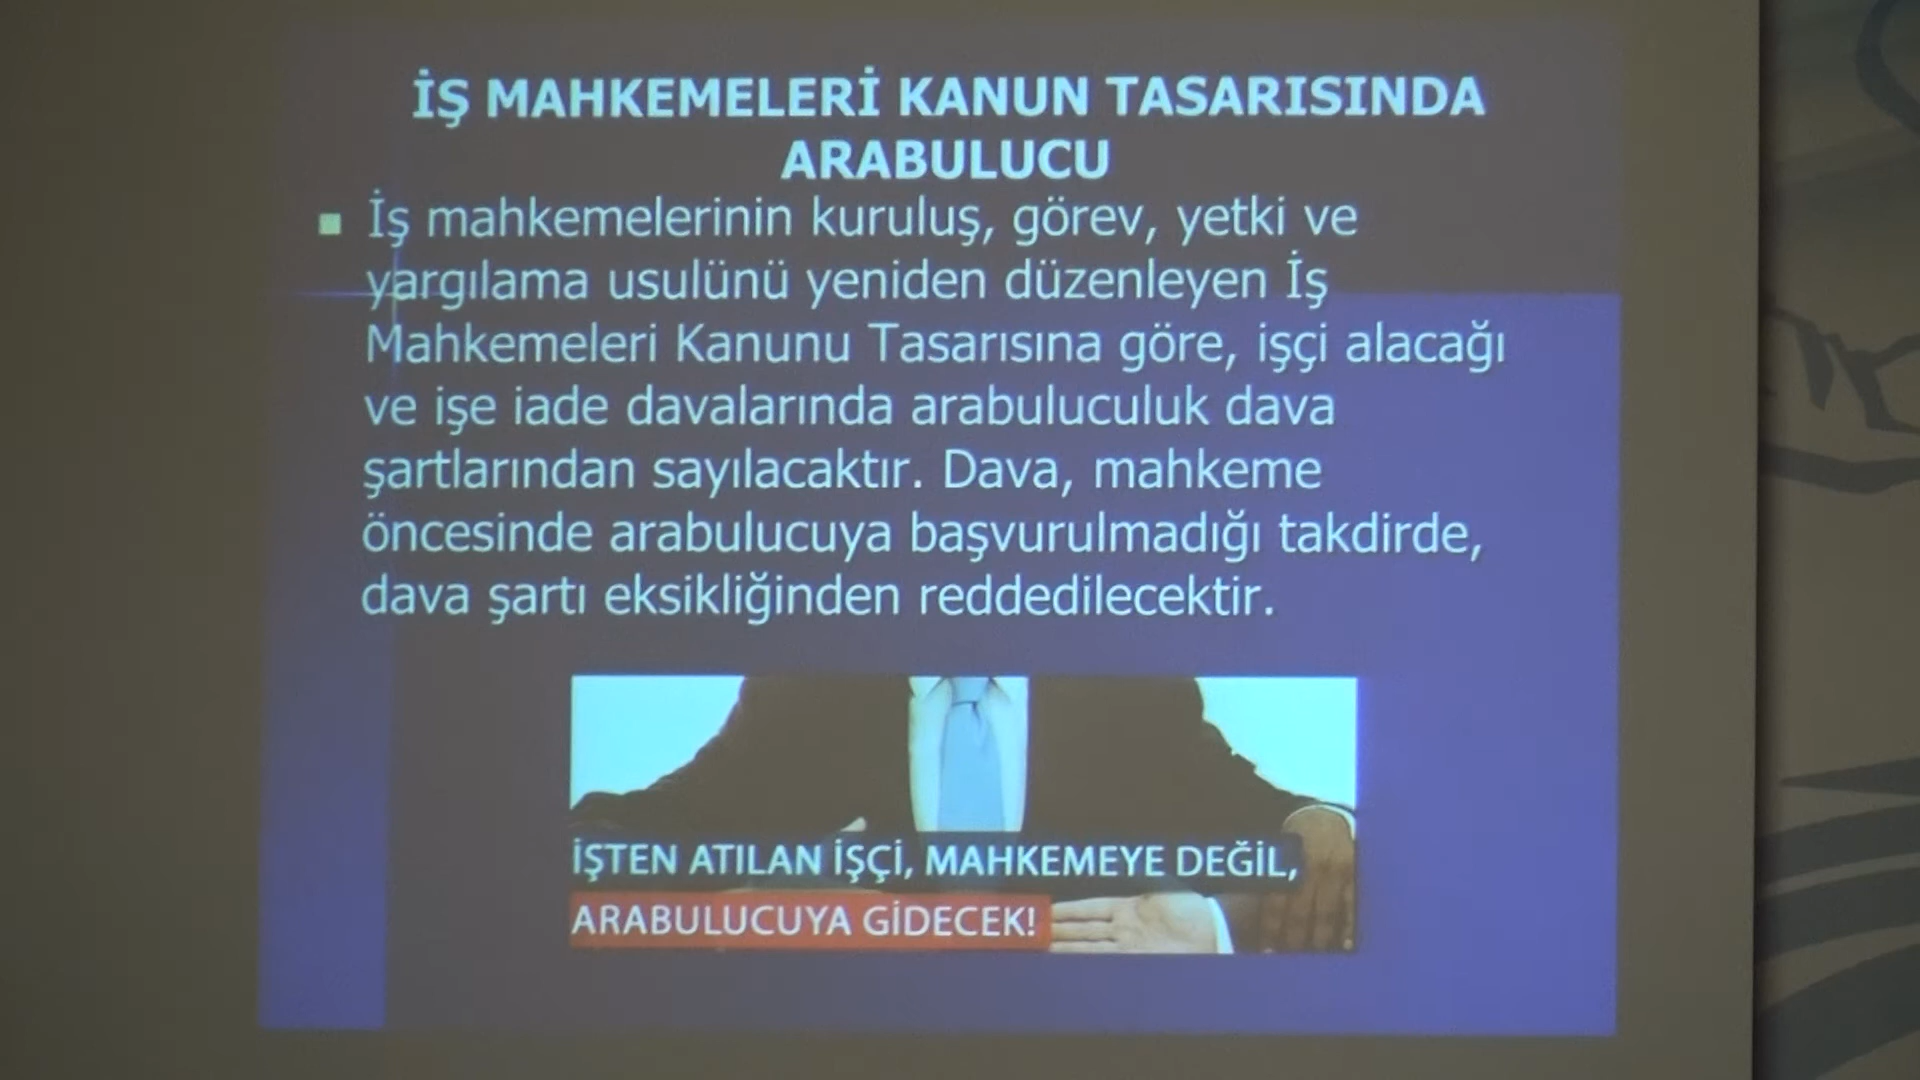 İŞ MAHKEMELERİ KANUN TASARISINDA
ARABULUCU
İş mahkemelerinin kuruluş, görev, yetki ve
yargılama usulünü yeniden düzenleyen İş
Mahkemeleri Kanunu Tasarısına göre, işçi alacağı
ve işe iade davalarında arabuluculuk dava
şartlarından sayılacaktır. Dava, mahkeme
öncesinde arabulucuya başvurulmadığı takdirde,
dava şartı eksikliğinden reddedilecektir.
İŞTEN ATILAN İŞÇİ, MAHKEMEYE DEĞİL,
ARABULUCUYA GİDECEK!